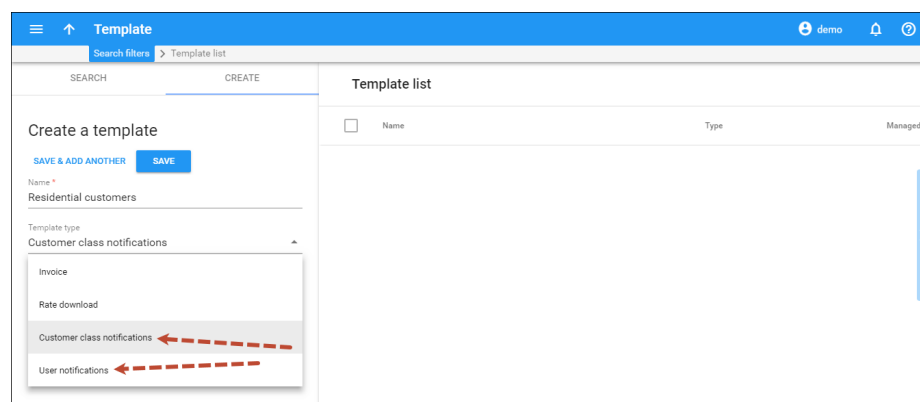 Template
demo
Search filters > Template list
SEARCH
CREATE
Template list
Create a template
Name
Type
Managed
SAVE & ADD ANOTHER
SAVE
Name *
Residential customers
Template type
Customer class notifications
Invoice
Rate download
Customer class notifications
User notifications